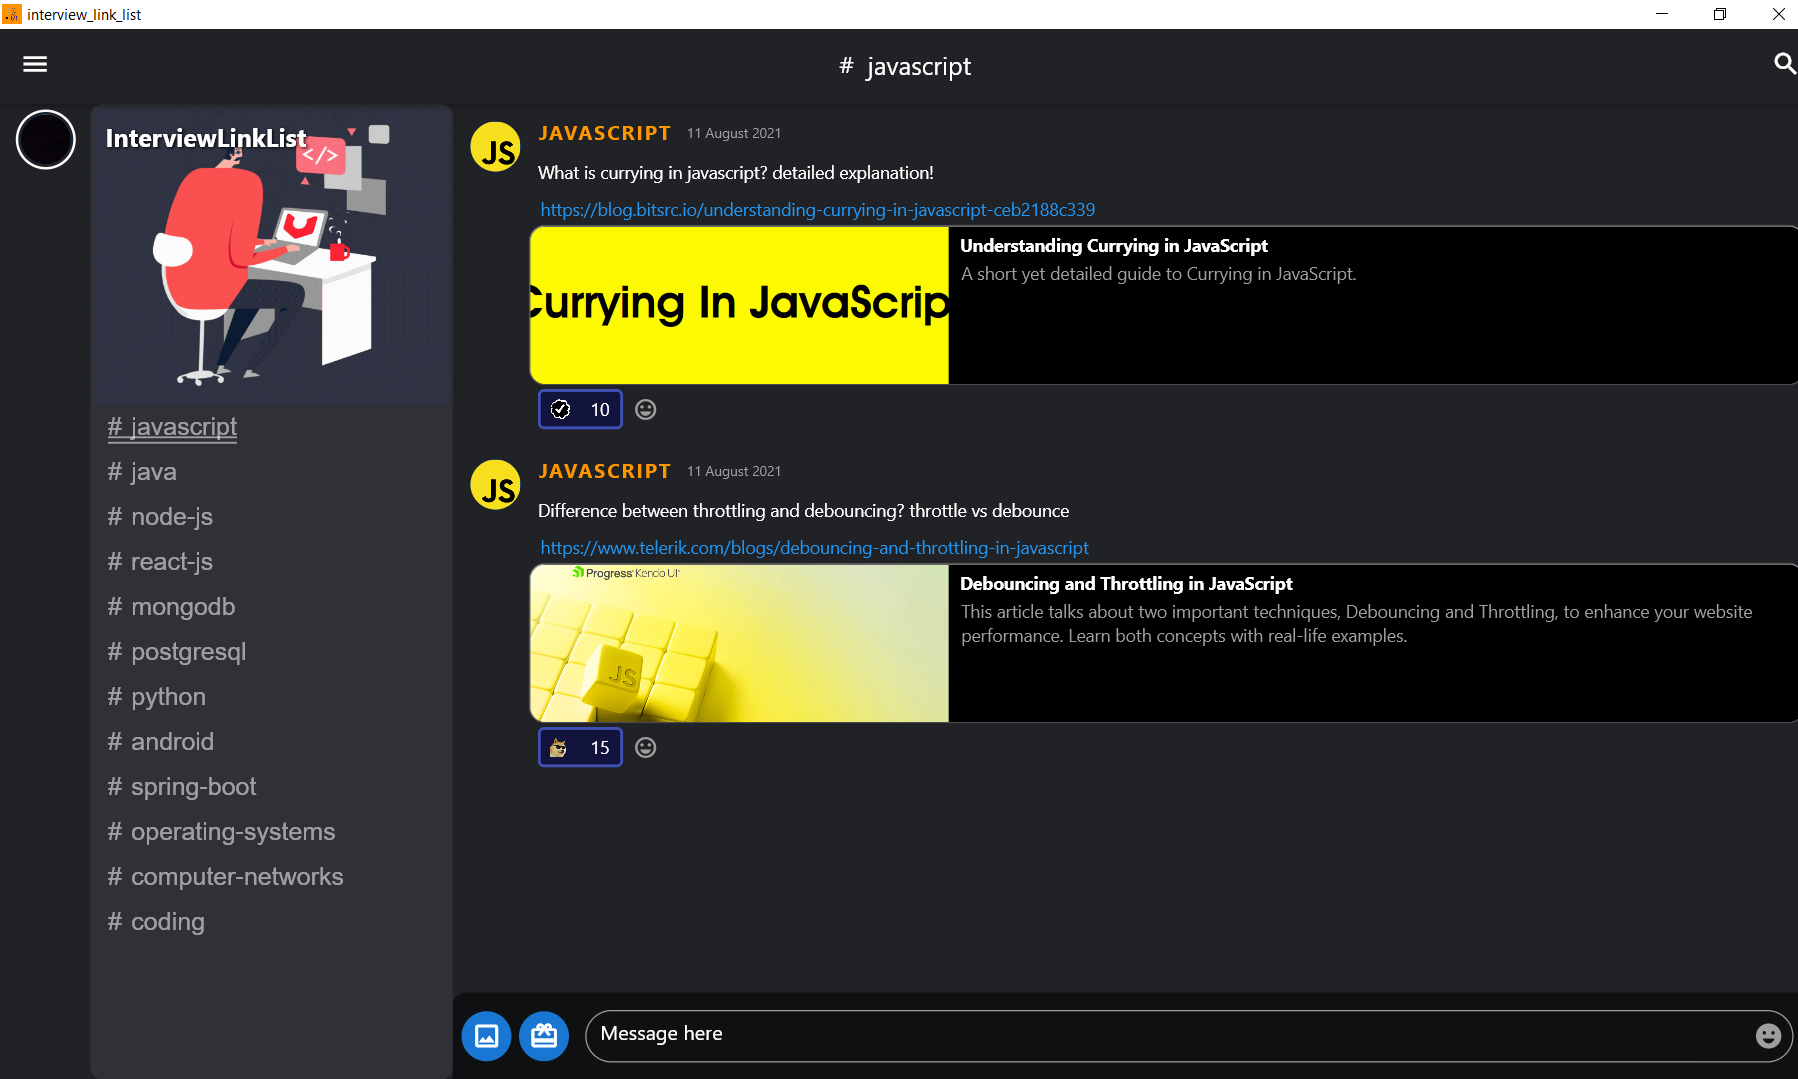 interview_link_list
# javascript
InterviewLinkList
</>
# javascript
# java
# node-js
# react-js
# mongodb
# postgresql
# python
# android
# spring-boot
# operating-systems
# computer-networks
# coding
JS
JAVASCRIPT 11 August 2021
What is currying in javascript? detailed explanation!
https://blog.bitsrc.io/understanding-currying-in-javascript-ceb2188c339
Currying In JavaScrip
Understanding Currying in JavaScript
A short yet detailed guide to Currying in JavaScript.
10
JS
JAVASCRIPT 11 August 2021
Difference between throttling and debouncing? throttle vs debounce
https://www.telerik.com/blogs/debouncing-and-throttling-in-javascript
Progress® Kendo UI®
JS
Debouncing and Throttling in JavaScript
This article talks about two important techniques, Debouncing and Throttling, to enhance your website
performance. Learn both concepts with real-life examples.
15
Message here